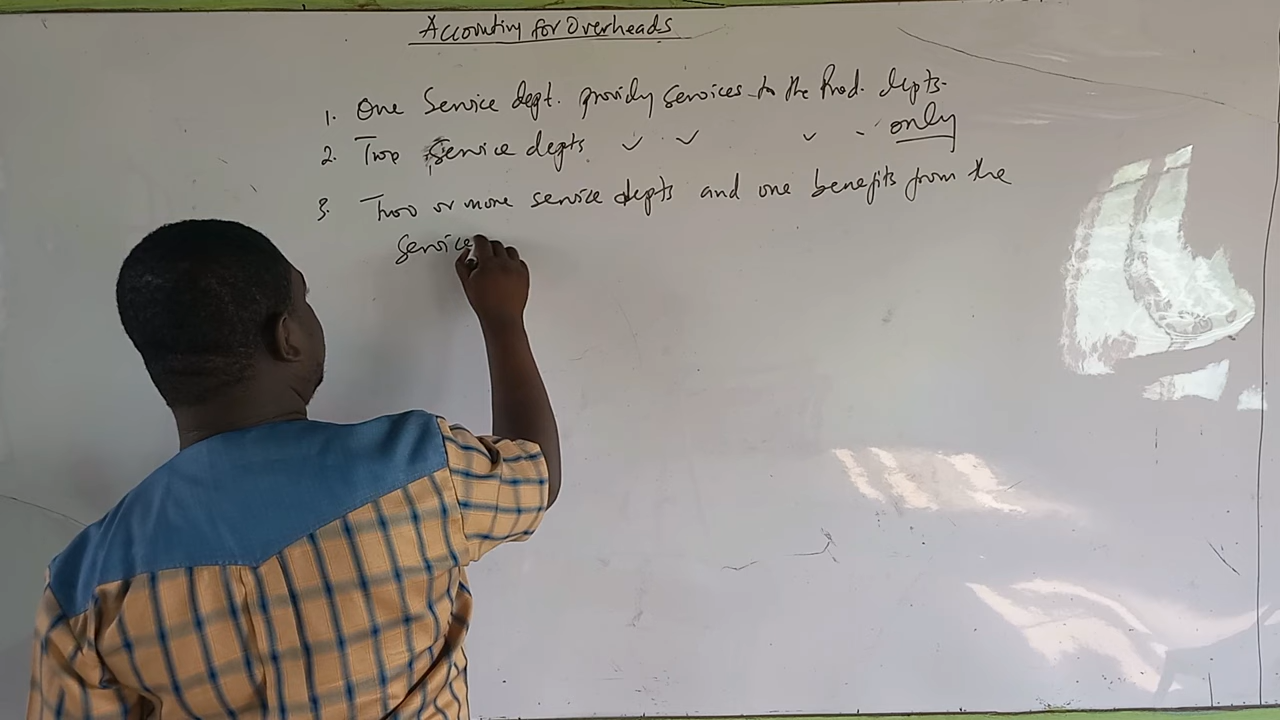 Accounting for Overheads
1. One Service dept. providing services to the Prod. depts.
2. Two Service depts ✓ ✓ ✓ - only
3. Two or more service depts and one benefits from the
Service